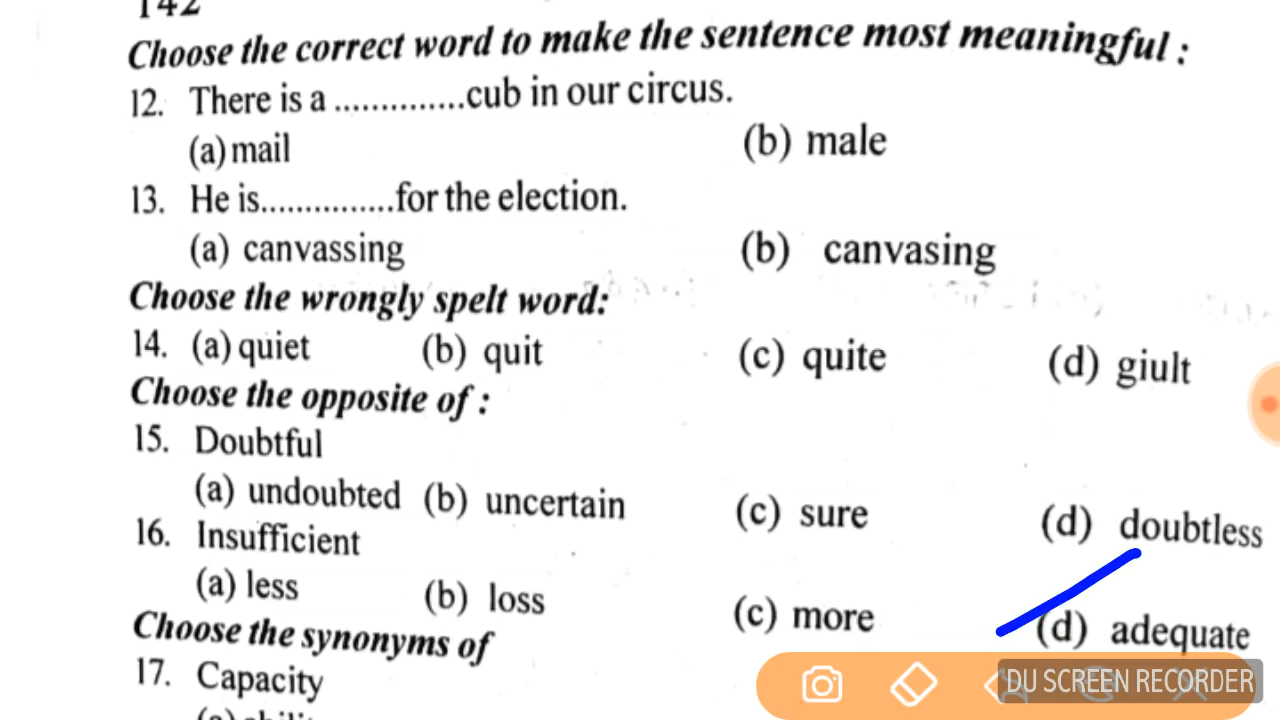 142
Choose the correct word to make the sentence most meaningful :
12. There is a ..............cub in our circus.
(a) mail (b) male
13. He is...............for the election.
(a) canvassing (b) canvasing
Choose the wrongly spelt word:
14. (a) quiet (b) quit (c) quite (d) giult
Choose the opposite of :
15. Doubtful
(a) undoubted (b) uncertain (c) sure (d) doubtless
16. Insufficient
(a) less (b) loss (c) more (d) adequate
Choose the synonyms of
17. Capacity
DU SCREEN RECORDER